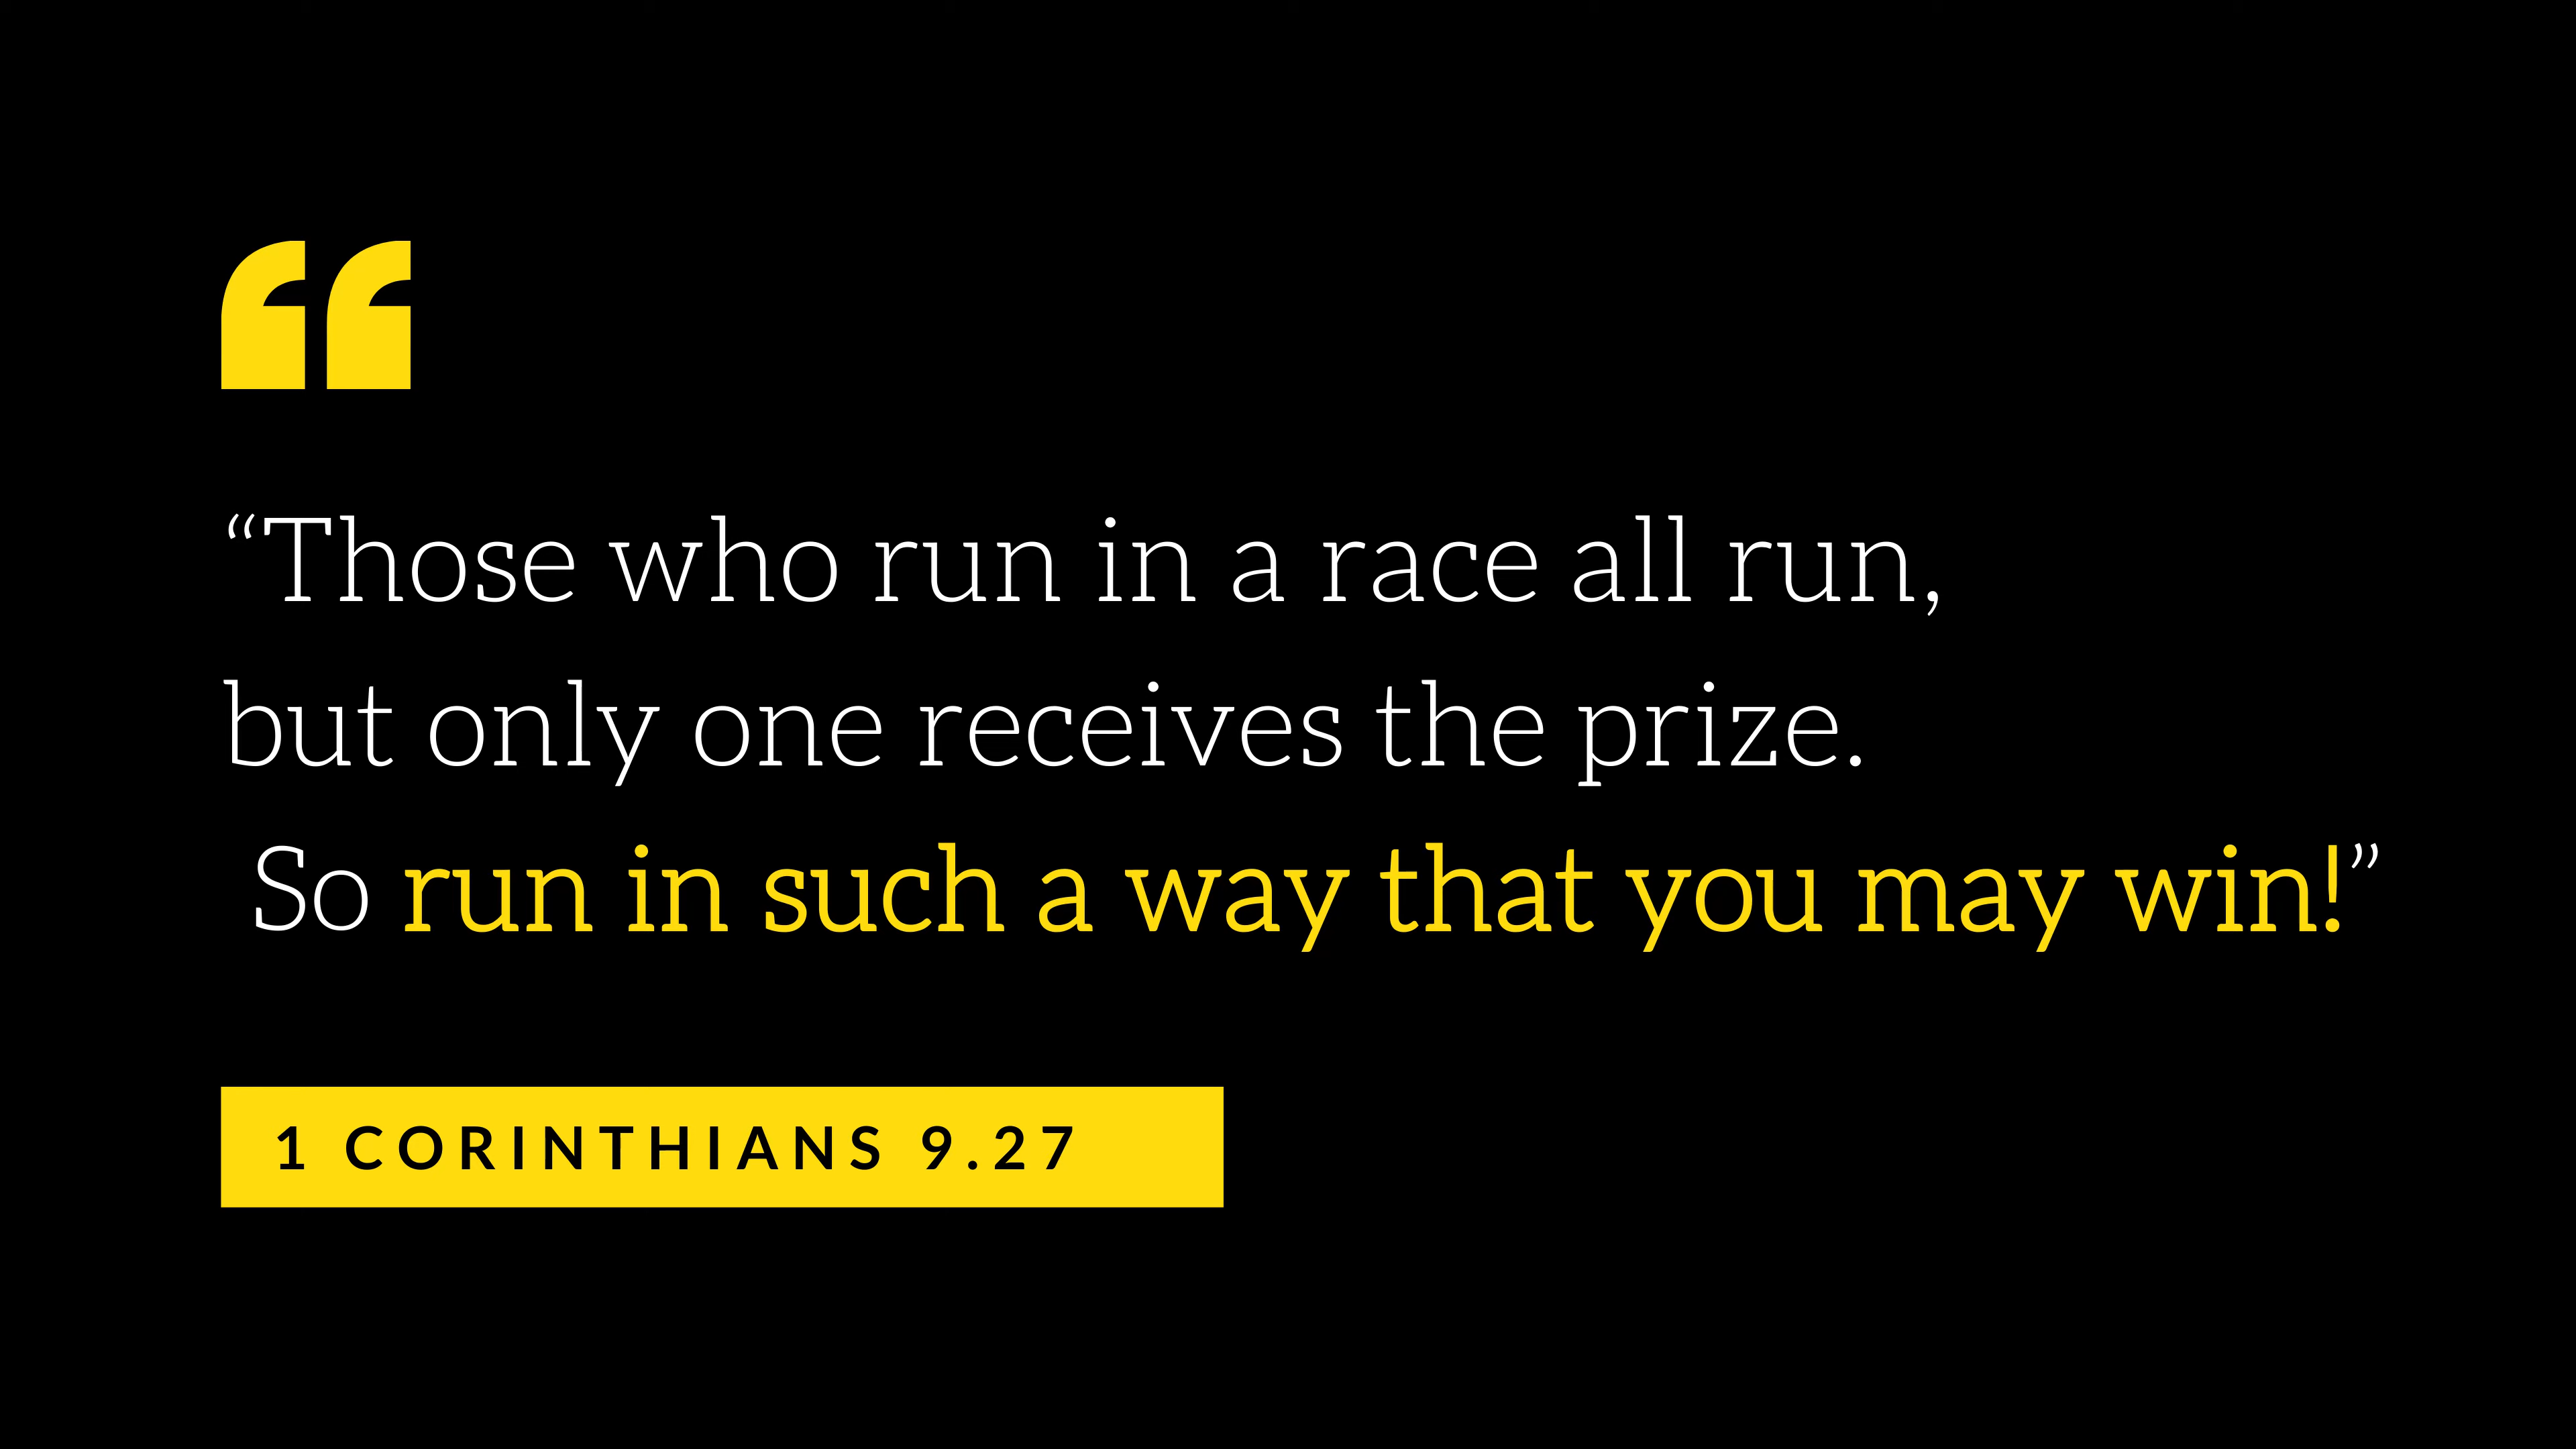 “
“Those who run in a race all run,
but only one receives the prize.
So run in such a way that you may win!”
1 CORINTHIANS 9.27